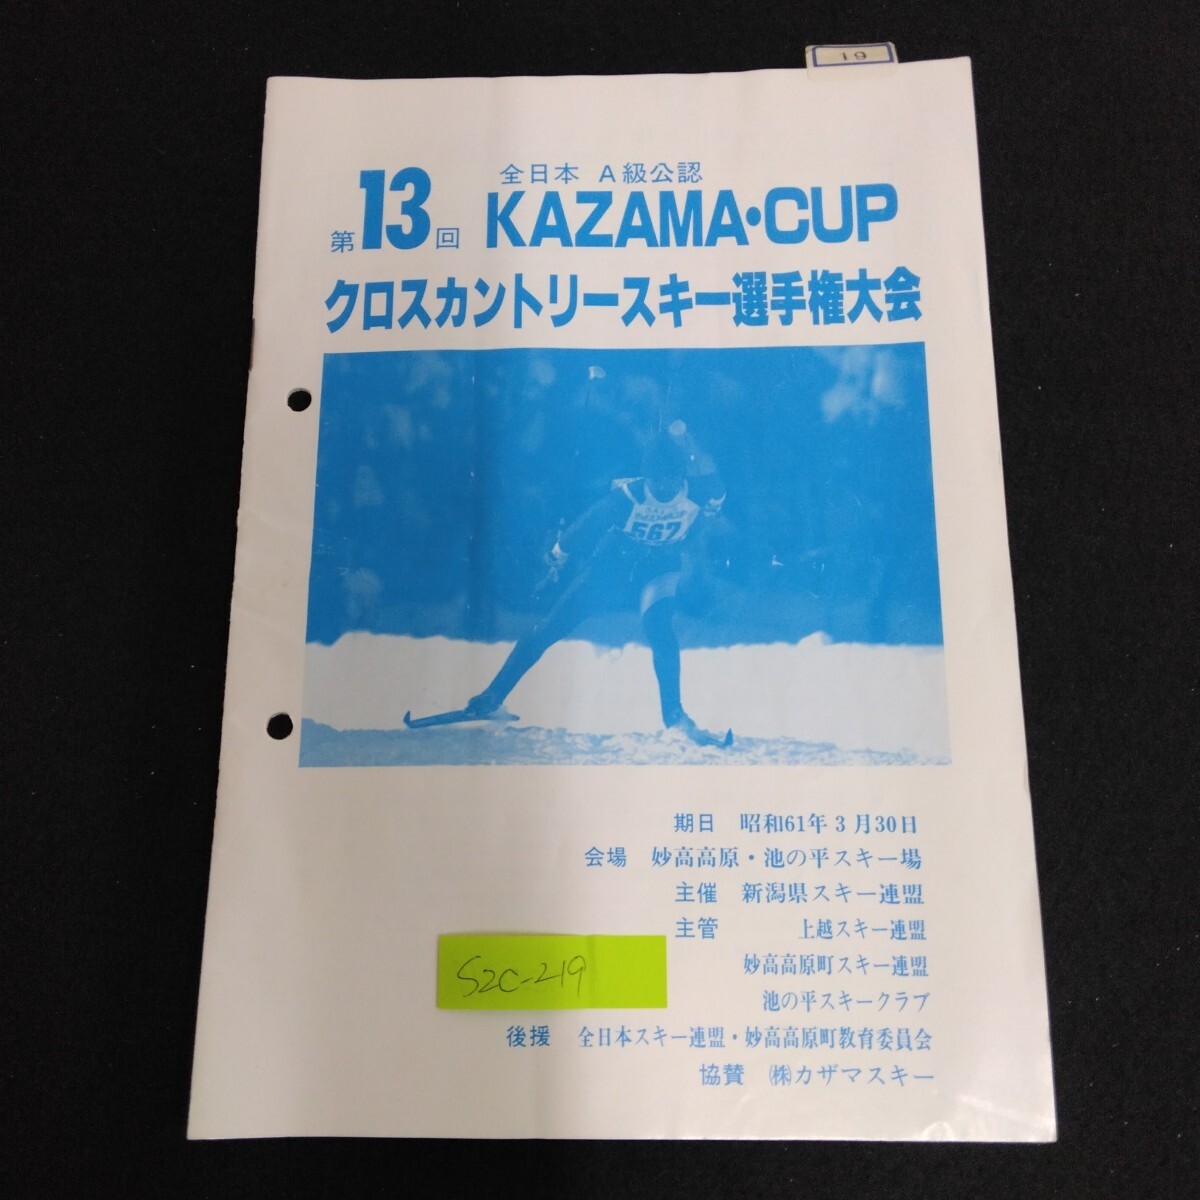 19
全日本 A級公認
第13回 KAZAMA・CUP
クロスカントリースキー選手権大会
567
期日 昭和61年3月30日
会場 妙高高原・池の平スキー場
主催 新潟県スキー連盟
主管 上越スキー連盟
妙高高原町スキー連盟
S2C-219
池の平スキークラブ
後援 全日本スキー連盟・妙高高原町教育委員会
協賛 ㈱カザマスキー